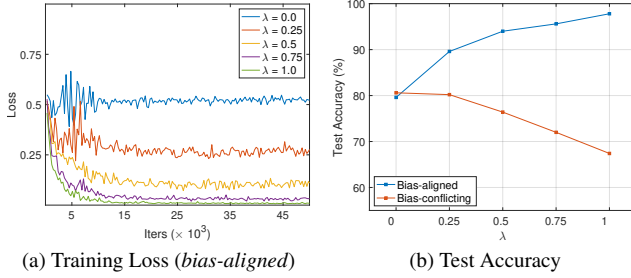 0.75
0.5
0.25
Loss
5
15
25
35
45
Iters (× 10³)
λ = 0.0
λ = 0.25
λ = 0.5
λ = 0.75
λ = 1.0
(a) Training Loss (bias-aligned)
100
90
80
70
60
Test Accuracy (%)
0
0.25
0.5
0.75
1
λ
Bias-aligned
Bias-conflicting
(b) Test Accuracy